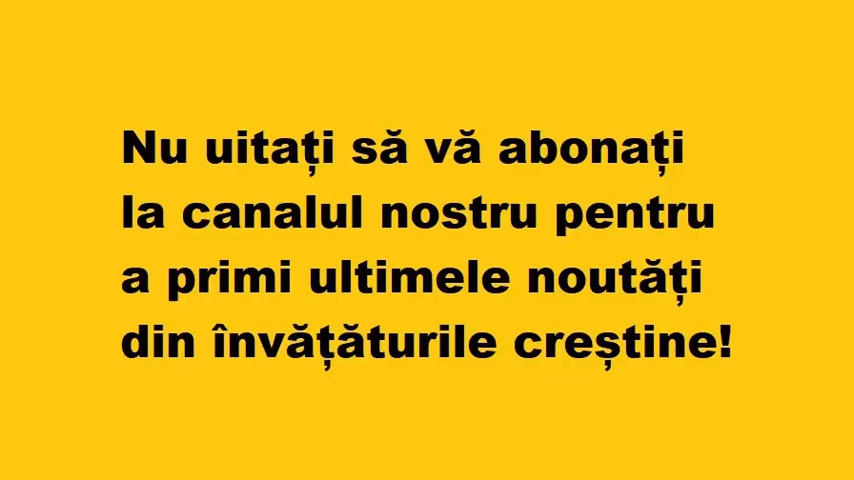 Nu uitați să vă abonați
la canalul nostru pentru
a primi ultimele noutăți
din învățăturile creștine!